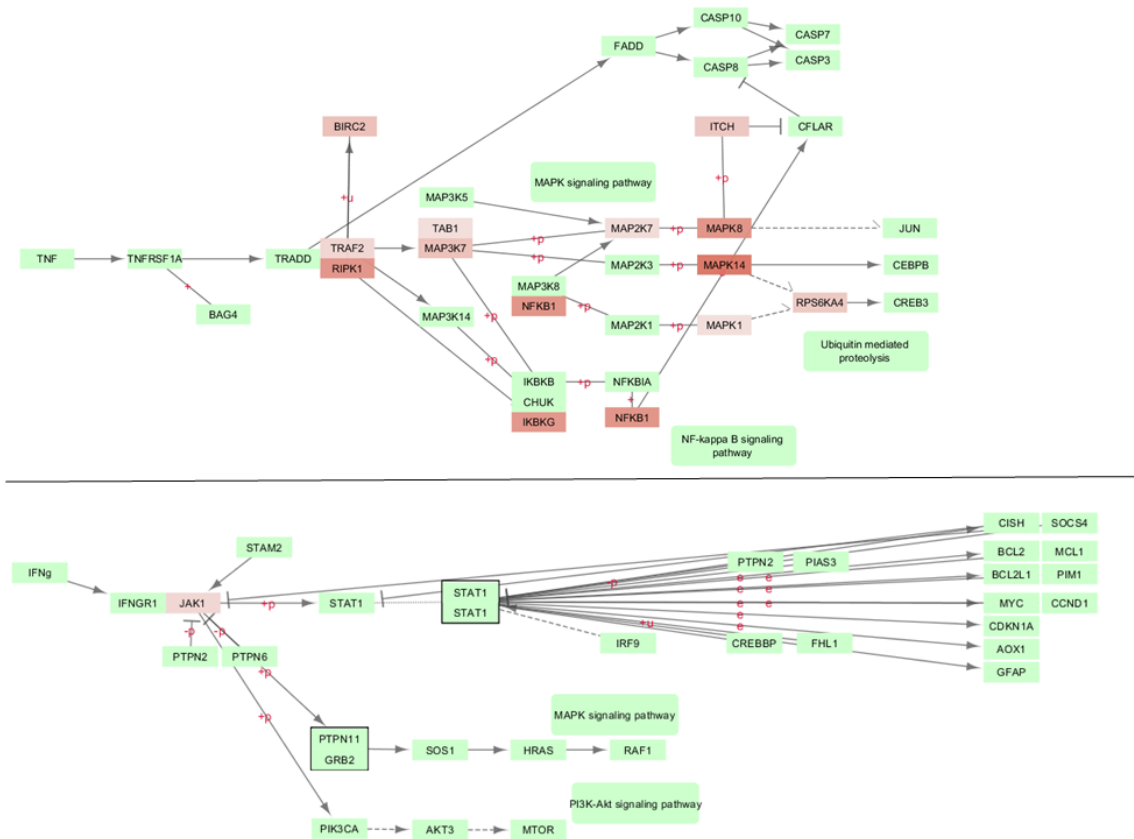 CASP10
CASP7
FADD
CASP8
CASP3
BIRC2
ITCH
CFLAR
+u
+p
MAPK signaling pathway
MAP3K5
TAB1
TRAF2
MAP3K7
+p
MAP2K7
+p
MAPK8
JUN
TNF
TNFRSF1A
TRADD
RIPK1
+p
MAP2K3
+p
MAPK14
CEBPB
+
MAP3K8
NFKB1
+p
RPS6KA4
CREB3
BAG4
MAP3K14
+p
MAP2K1
+p
MAPK1
Ubiquitin mediated
proteolysis
+p
IKBKB
+p
NFKBIA
CHUK
+
IKBKG
NFKB1
NF-kappa B signaling
pathway
CISH SOCS4
STAM2
BCL2 MCL1
IFNg
PTPN2 PIAS3
BCL2L1 PIM1
-p
e e
IFNGR1 JAK1
+p
STAT1
STAT1
STAT1
e e
e e
MYC CCND1
CDKN1A
-p -p
+u
e
IRF9
CREBBP FHL1
AOX1
PTPN2 PTPN6
GFAP
+p
+p
MAPK signaling pathway
PTPN11
GRB2
SOS1
HRAS
RAF1
PI3K-Akt signaling pathway
PIK3CA
AKT3
MTOR